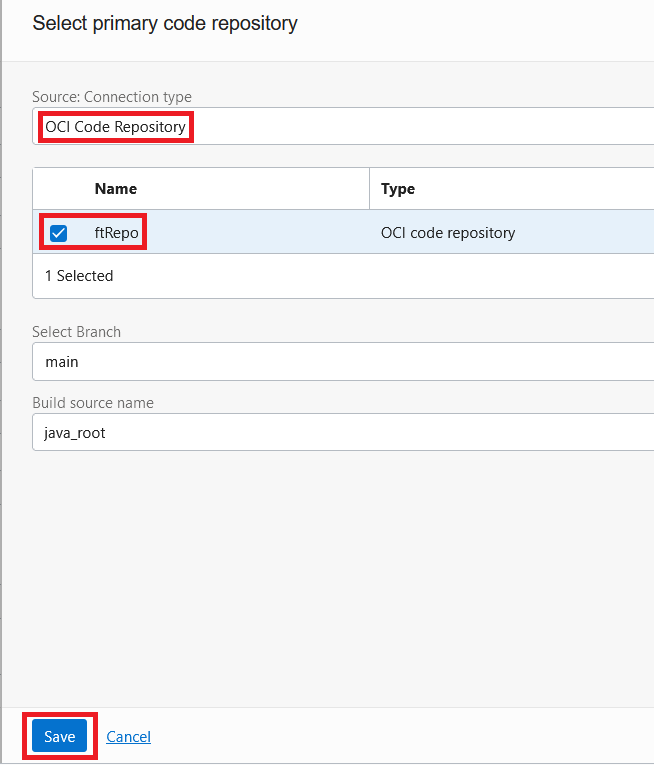 Select primary code repository
Source: Connection type
OCI Code Repository
Name Type
ftRepo OCI code repository
1 Selected
Select Branch
main
Build source name
java_root
Save Cancel